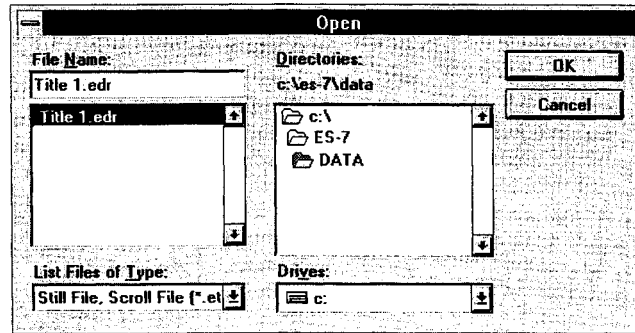 Open
File Name:
Title 1.edr
Title 1.edr
List Files of Type:
Still File, Scroll File (*.et
Directories:
c:\es-7\data
c:\
ES-7
DATA
Drives:
c:
OK
Cancel